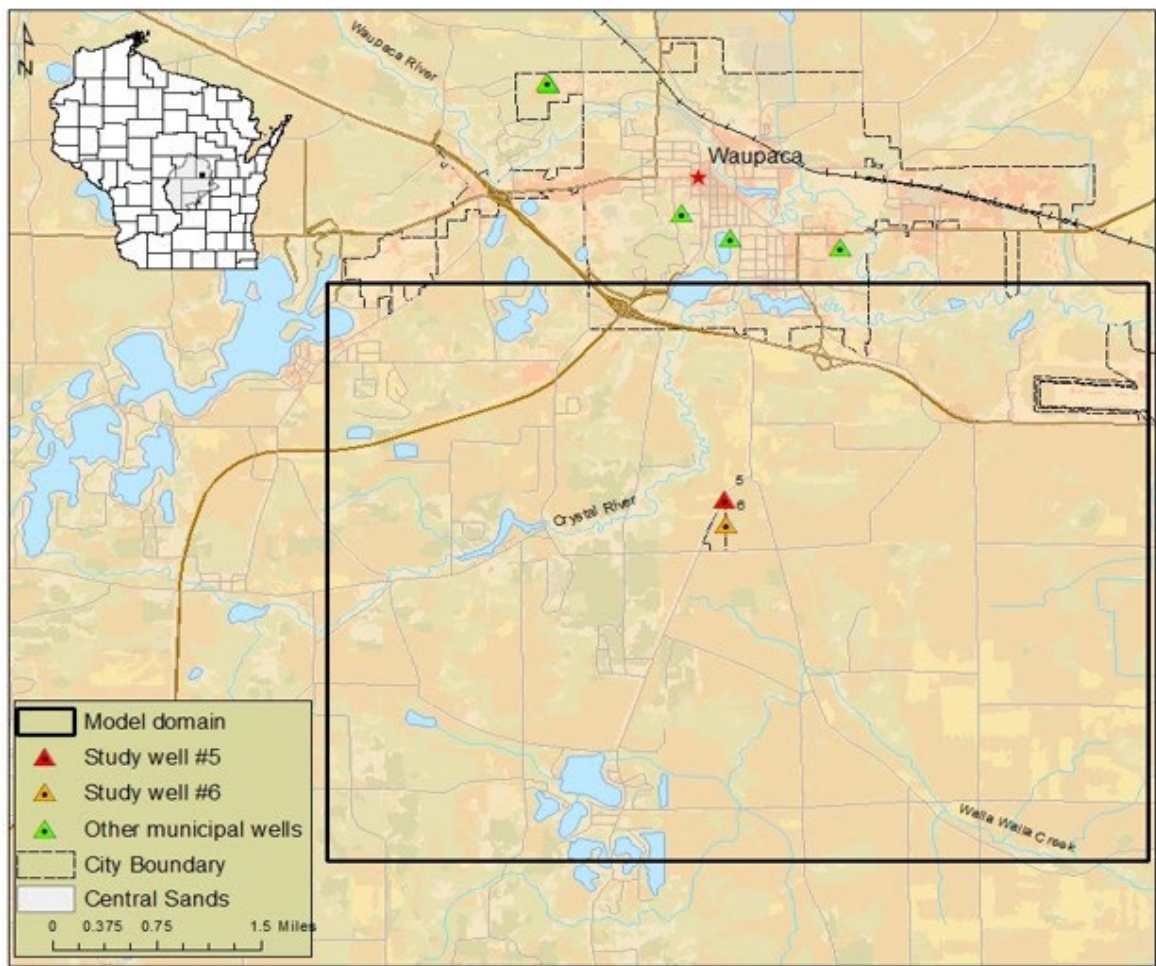 N
Waupaca River
Waupaca
5
6
Crystal River
Walla Walla Creek
Model domain
Study well #5
Study well #6
Other municipal wells
City Boundary
Central Sands
0 0.375 0.75 1.5 Miles